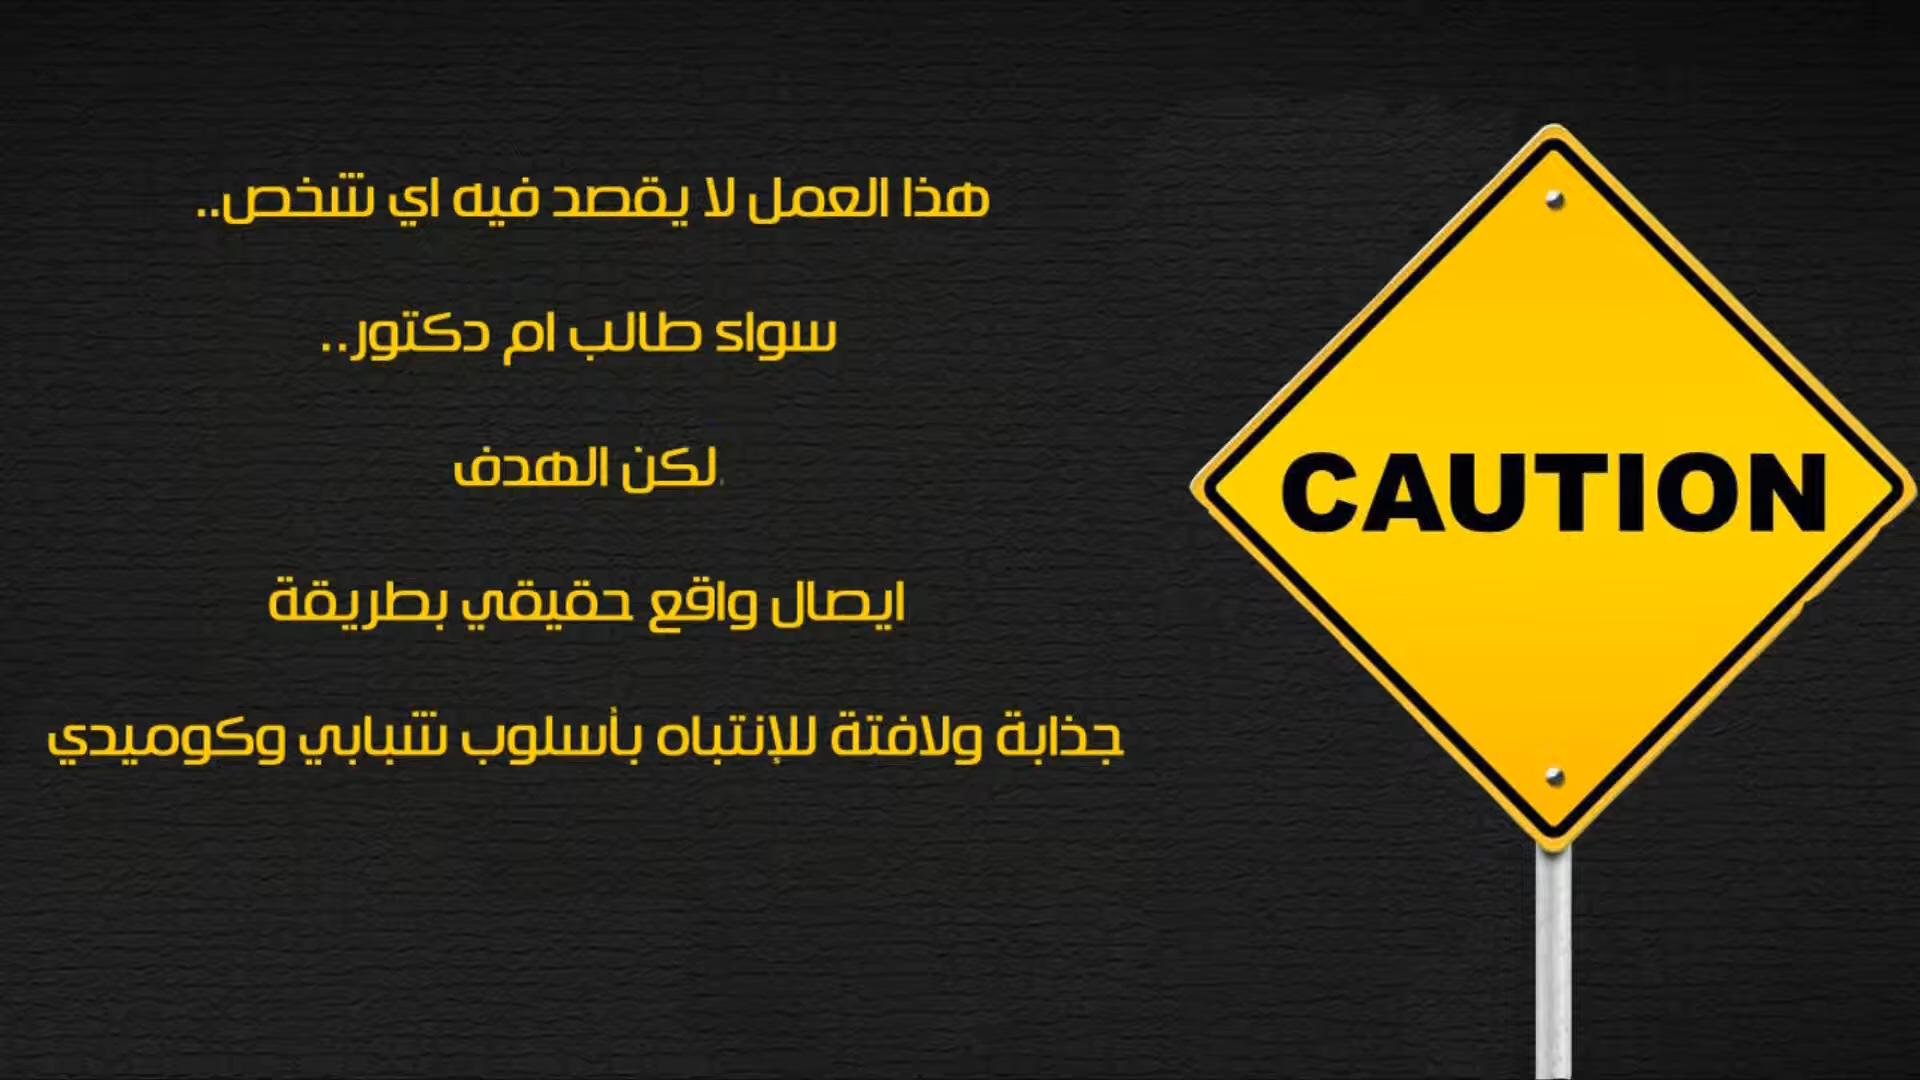 هذا العمل لا يقصد فيه اي شخص..
سواء طالب ام دكتور..
لكن الهدف
ايصال واقع حقيقي بطريقة
جذابة ولافتة للإنتباه بأسلوب شبابي وكوميدي
CAUTION